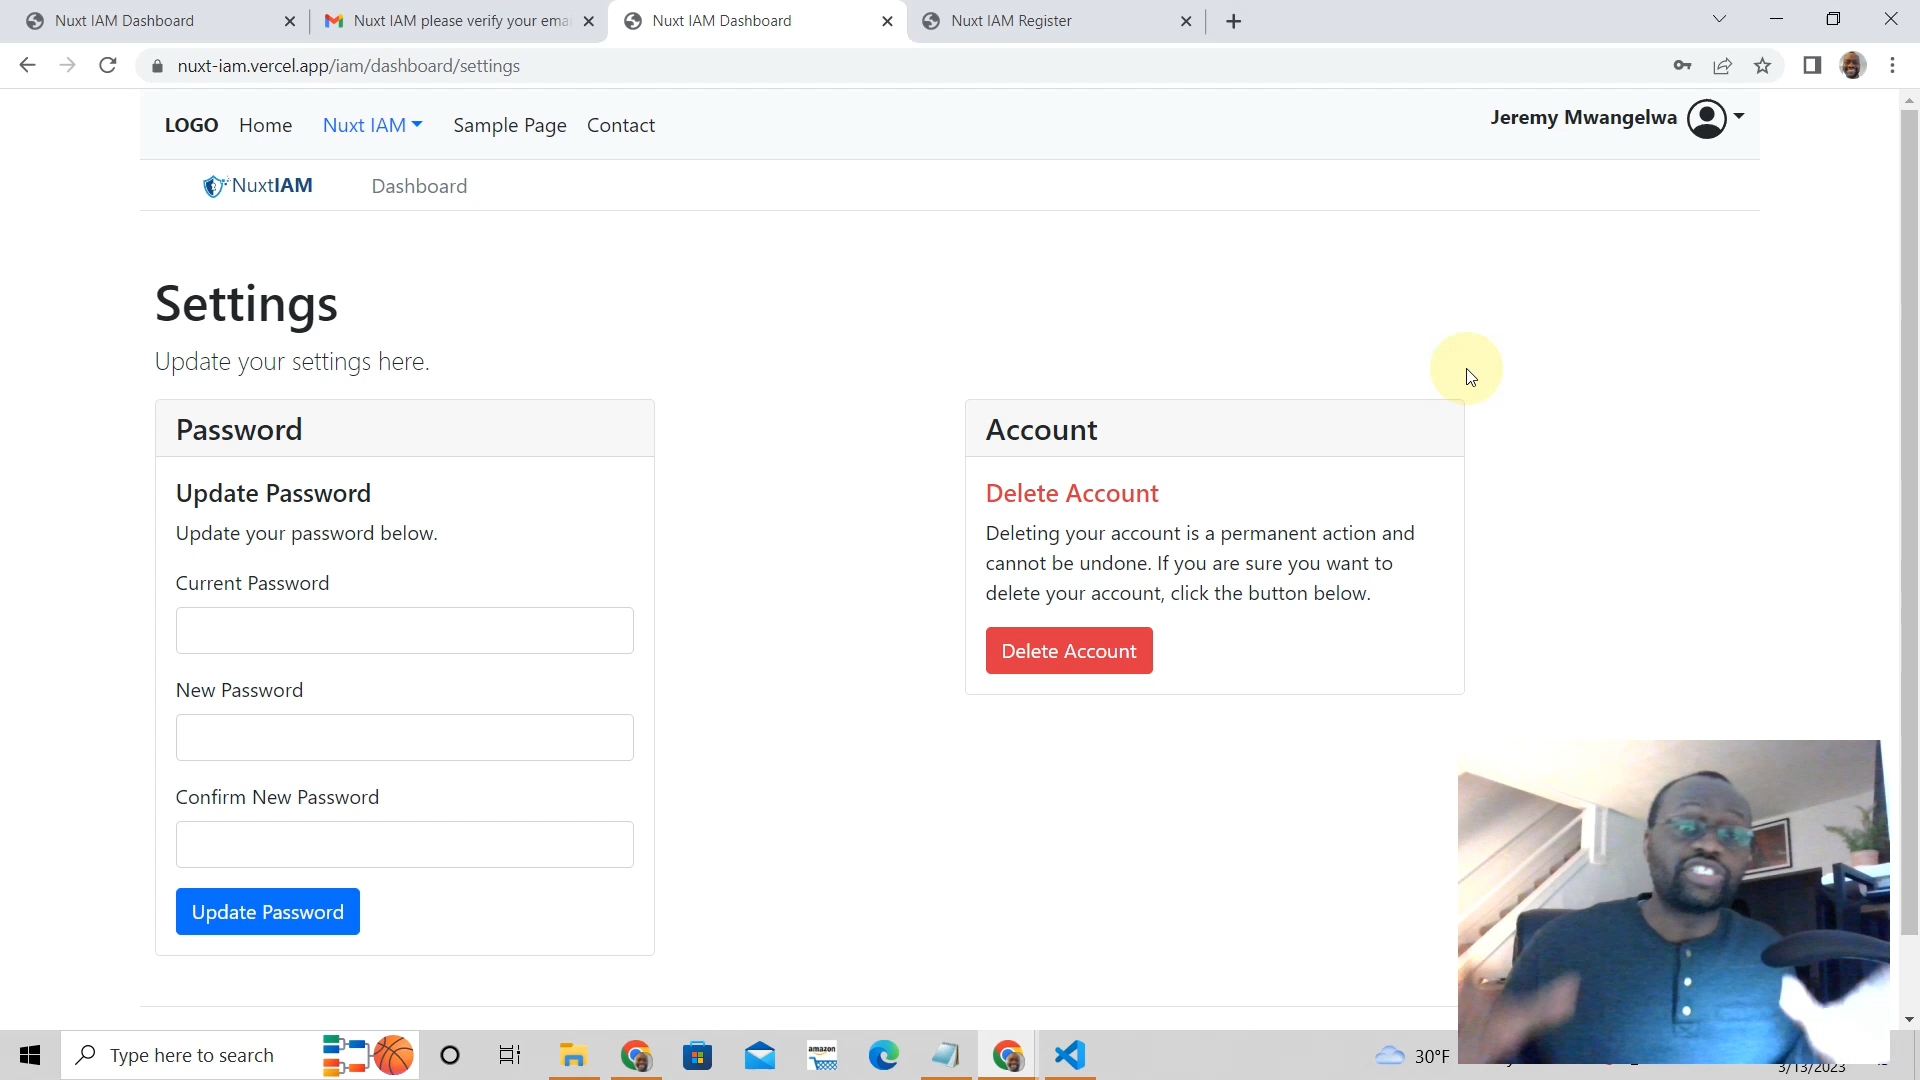 Nuxt IAM Dashboard
Nuxt IAM please verify your ema
Nuxt IAM Dashboard
Nuxt IAM Register
nuxt-iam.vercel.app/iam/dashboard/settings
LOGO Home Nuxt IAM Sample Page Contact
Jeremy Mwangelwa
NuxtIAM Dashboard
Settings
Update your settings here.
Password
Update Password
Update your password below.
Current Password
New Password
Confirm New Password
Update Password
Account
Delete Account
Deleting your account is a permanent action and
cannot be undone. If you are sure you want to
delete your account, click the button below.
Delete Account
Type here to search
amazon
30°F
3/13/2023